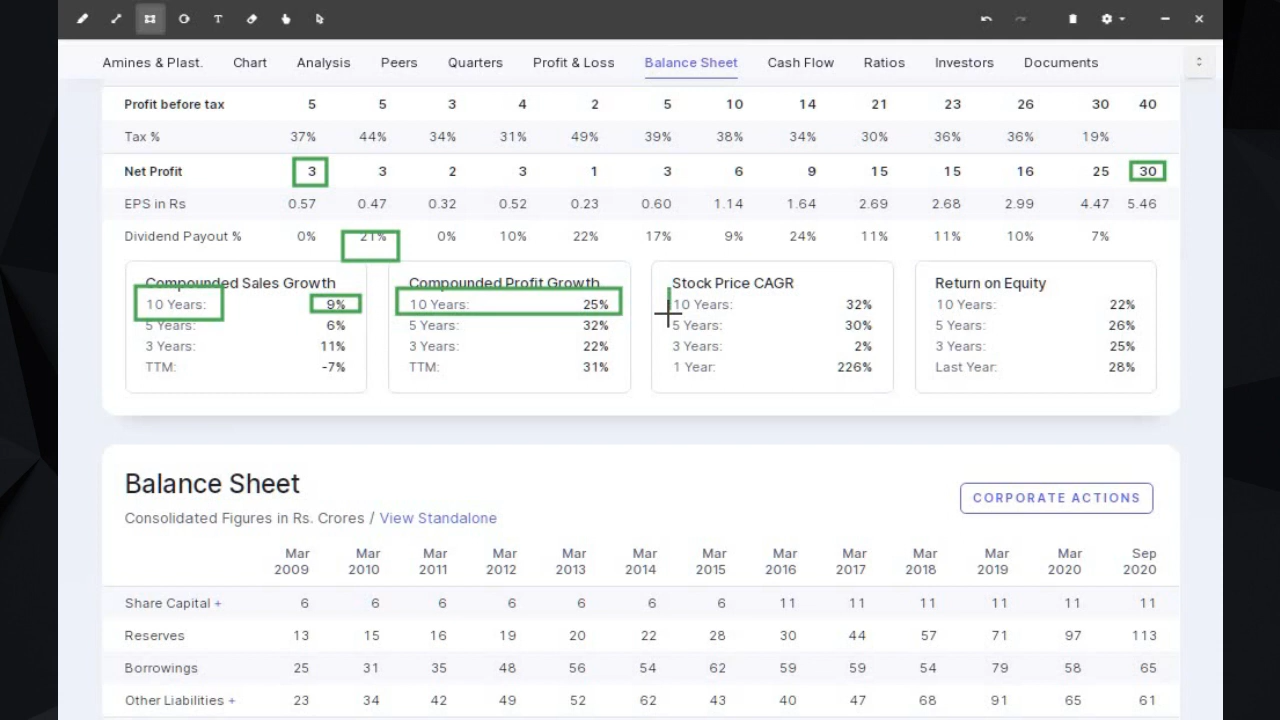 T
Amines & Plast. Chart Analysis Peers Quarters Profit & Loss Balance Sheet Cash Flow Ratios Investors Documents
Profit before tax 5 5 3 4 2 5 10 14 21 23 26 30 40
Tax % 37% 44% 34% 31% 49% 39% 38% 34% 30% 36% 36% 19%
Net Profit 3 3 2 3 1 3 6 9 15 15 16 25 30
EPS in Rs 0.57 0.47 0.32 0.52 0.23 0.60 1.14 1.64 2.69 2.68 2.99 4.47 5.46
Dividend Payout % 0% 21% 0% 10% 22% 17% 9% 24% 11% 11% 10% 7%
Compounded Sales Growth
10 Years: 9%
5 Years: 6%
3 Years: 11%
TTM: -7%
Compounded Profit Growth
10 Years: 25%
5 Years: 32%
3 Years: 22%
TTM: 31%
Stock Price CAGR
10 Years: 32%
5 Years: 30%
3 Years: 2%
1 Year: 226%
Return on Equity
10 Years: 22%
5 Years: 26%
3 Years: 25%
Last Year: 28%
Balance Sheet
Consolidated Figures in Rs. Crores / View Standalone
CORPORATE ACTIONS
Mar Mar Mar Mar Mar Mar Mar Mar Mar Mar Mar Mar Sep
2009 2010 2011 2012 2013 2014 2015 2016 2017 2018 2019 2020 2020
Share Capital + 6 6 6 6 6 6 6 11 11 11 11 11 11
Reserves 13 15 16 19 20 22 28 30 44 57 71 97 113
Borrowings 25 31 35 48 56 54 62 59 59 54 79 58 65
Other Liabilities + 23 34 42 49 52 62 43 40 47 68 91 65 61